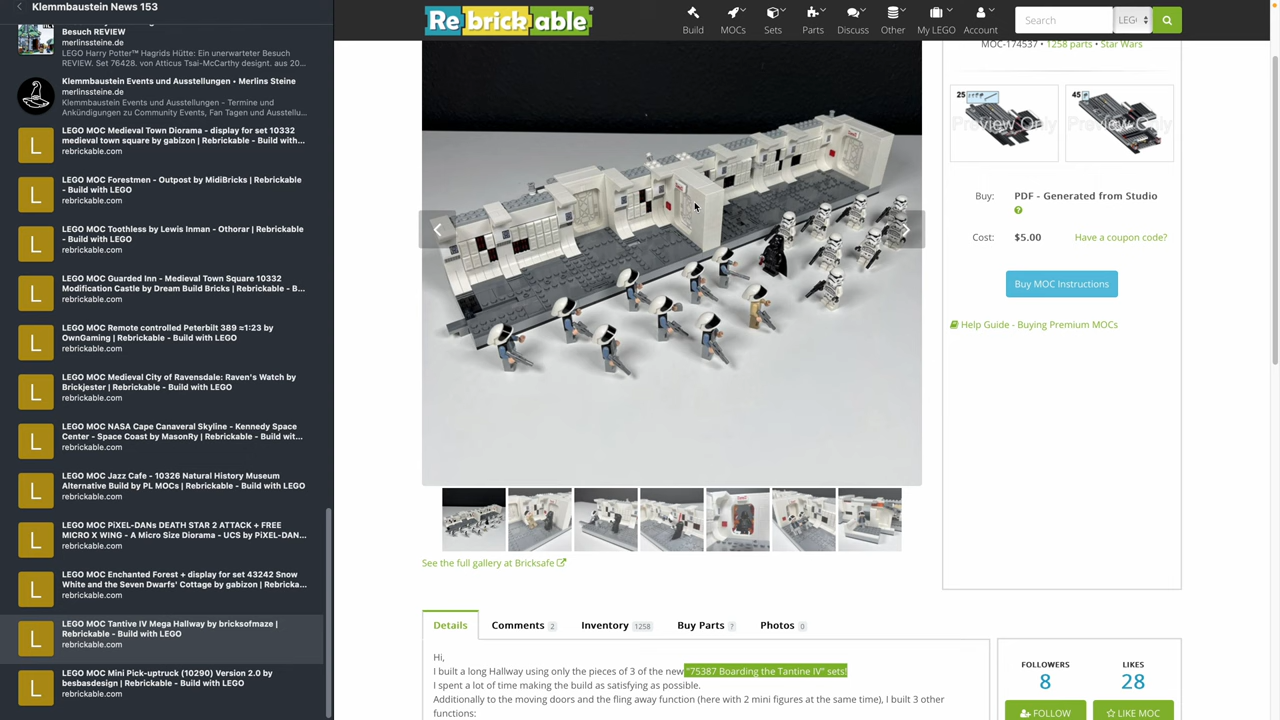 Klemmbaustein News 153
Besuch REVIEW
merlinssteine.de
LEGO Harry Potter™ Hagrids Hütte: Ein unerwarteter Besuch
REVIEW. Set 76428. von Atticus Tsai-McCarthy designt. aus 20...
Klemmbaustein Events und Ausstellungen • Merlins Steine
merlinssteine.de
Klemmbaustein Events und Ausstellungen - Termine und
Ankündigungen zu Community Events, Fan Tagen und Ausstellu...
L
LEGO MOC Medieval Town Diorama - display for set 10332
medieval town square by gabizon | Rebrickable - Build with...
rebrickable.com
L
LEGO MOC Forestmen - Outpost by MidiBricks | Rebrickable
- Build with LEGO
rebrickable.com
L
LEGO MOC Toothless by Lewis Inman - Othorar | Rebrickable
- Build with LEGO
rebrickable.com
L
LEGO MOC Guarded Inn - Medieval Town Square 10332
Modification Castle by Dream Build Bricks | Rebrickable - B...
rebrickable.com
L
LEGO MOC Remote controlled Peterbilt 389 ≈1:23 by
OwnGaming | Rebrickable - Build with LEGO
rebrickable.com
L
LEGO MOC Medieval City of Ravensdale: Raven's Watch by
Brickjester | Rebrickable - Build with LEGO
rebrickable.com
L
LEGO MOC NASA Cape Canaveral Skyline - Kennedy Space
Center - Space Coast by MasonRy | Rebrickable - Build wit...
rebrickable.com
L
LEGO MOC Jazz Cafe - 10326 Natural History Museum
Alternative Build by PL MOCs | Rebrickable - Build with LEGO
rebrickable.com
L
LEGO MOC PiXEL-DANs DEATH STAR 2 ATTACK + FREE
MICRO X WING - A Micro Size Diorama - UCS by PiXEL-DAN...
rebrickable.com
L
LEGO MOC Enchanted Forest + display for set 43242 Snow
White and the Seven Dwarfs' Cottage by gabizon | Rebricka...
rebrickable.com
L
LEGO MOC Tantive IV Mega Hallway by bricksofmaze |
Rebrickable - Build with LEGO
rebrickable.com
L
LEGO MOC Mini Pick-uptruck (10290) Version 2.0 by
besbasdesign | Rebrickable - Build with LEGO
rebrickable.com
Rebrickable
Build
MOCs
Sets
Parts
Discuss
Other
My LEGO
Account
Search
LEG
MOC-174537 • 1258 parts • Star Wars
25
Preview Only
45
Preview Only
Buy: PDF - Generated from Studio
Cost: $5.00 Have a coupon code?
Buy MOC Instructions
Help Guide - Buying Premium MOCs
See the full gallery at Bricksafe
Details
Comments 2
Inventory 1258
Buy Parts ?
Photos 0
Hi,
I built a long Hallway using only the pieces of 3 of the new "75387 Boarding the Tantine IV" sets!
I spent a lot of time making the build as satisfying as possible.
Additionally to the moving doors and the fling away function (here with 2 mini figures at the same time), I built 3 other
functions:
FOLLOWERS
8
FOLLOW
LIKES
28
LIKE MOC